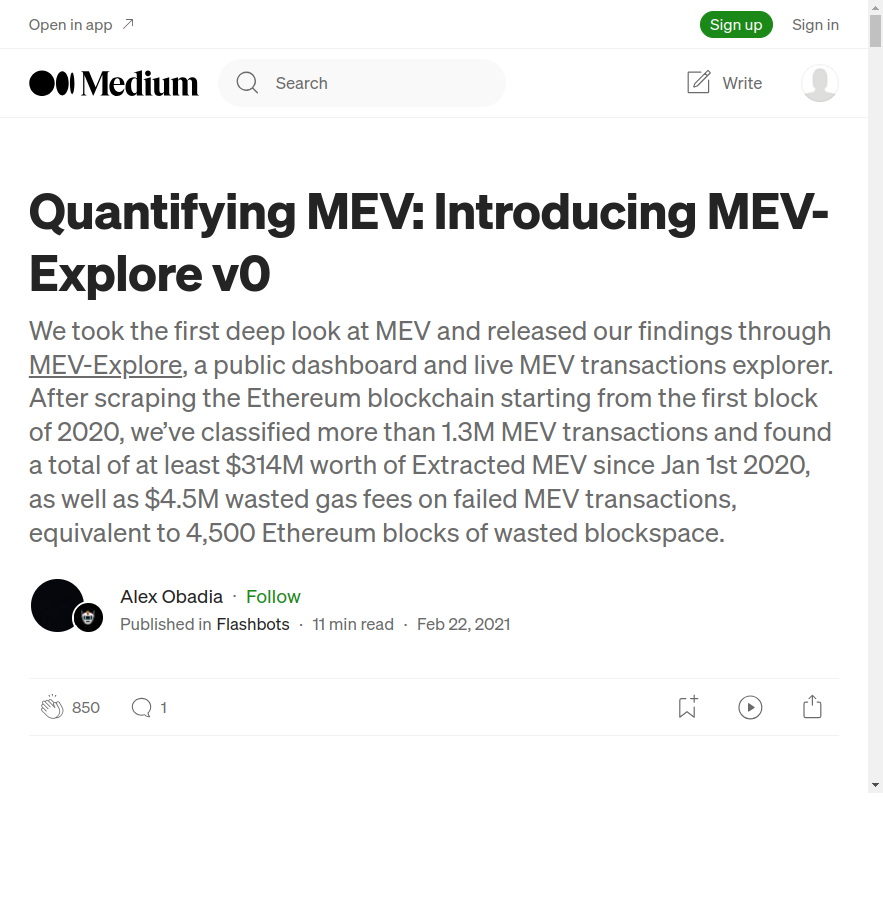 Open in app
Sign up
Sign in
Medium
Search
Write
Quantifying MEV: Introducing MEV-
Explore v0
We took the first deep look at MEV and released our findings through
MEV-Explore, a public dashboard and live MEV transactions explorer.
After scraping the Ethereum blockchain starting from the first block
of 2020, we’ve classified more than 1.3M MEV transactions and found
a total of at least $314M worth of Extracted MEV since Jan 1st 2020,
as well as $4.5M wasted gas fees on failed MEV transactions,
equivalent to 4,500 Ethereum blocks of wasted blockspace.
Alex Obadia · Follow
Published in Flashbots · 11 min read · Feb 22, 2021
850
1